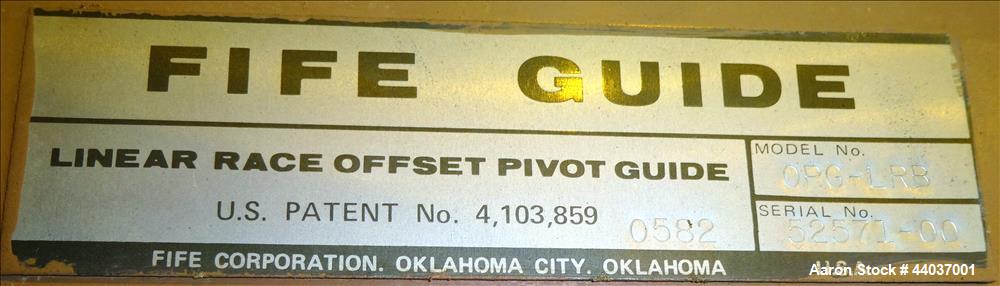 FIFE GUIDE
LINEAR RACE OFFSET PIVOT GUIDE
U.S. PATENT No. 4,103,859 0582
MODEL No.
OPG-LRB
SERIAL No.
52571-00
FIFE CORPORATION. OKLAHOMA CITY. OKLAHOMA U.S.A.
Aaron Stock # 44037001